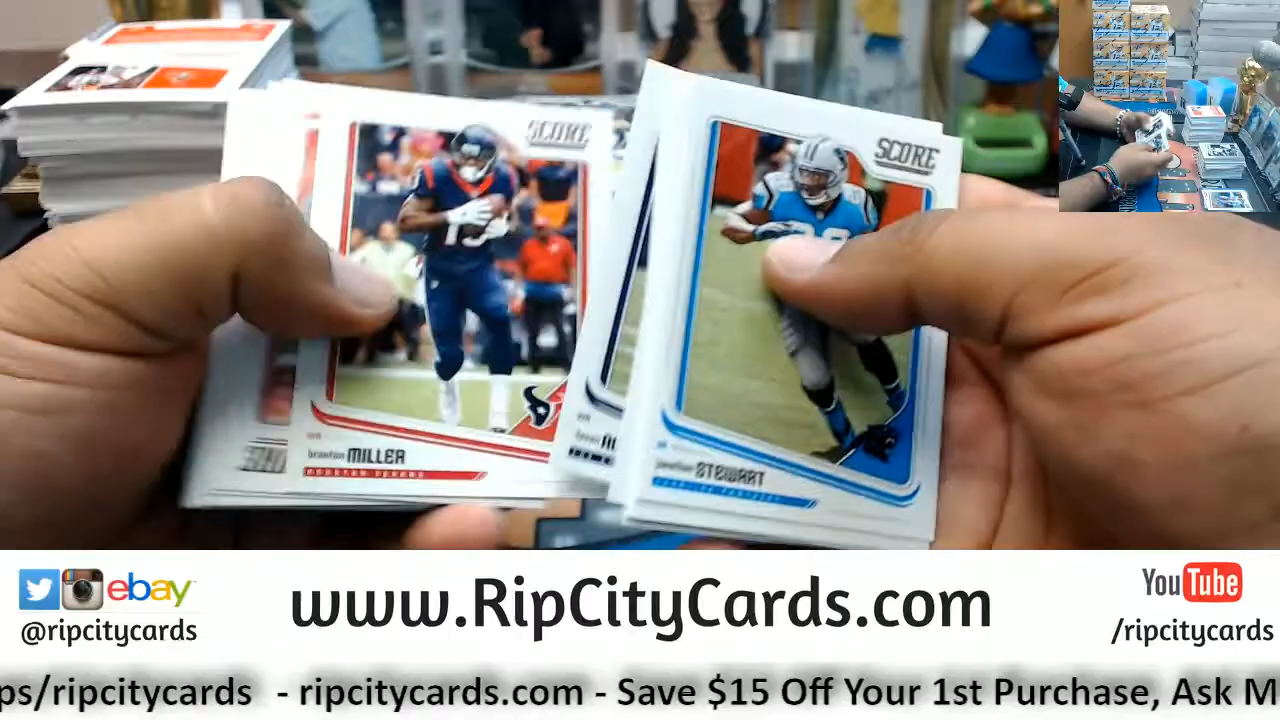 SCORE
SCORE
braxton MILLER
HOUSTON TEXANS
jonathan STEWART
CAROLINA PANTHERS
ebay
@ripcitycards
www.RipCityCards.com
You Tube
/ripcitycards
ps/ripcitycards - ripcitycards.com - Save $15 Off Your 1st Purchase, Ask M